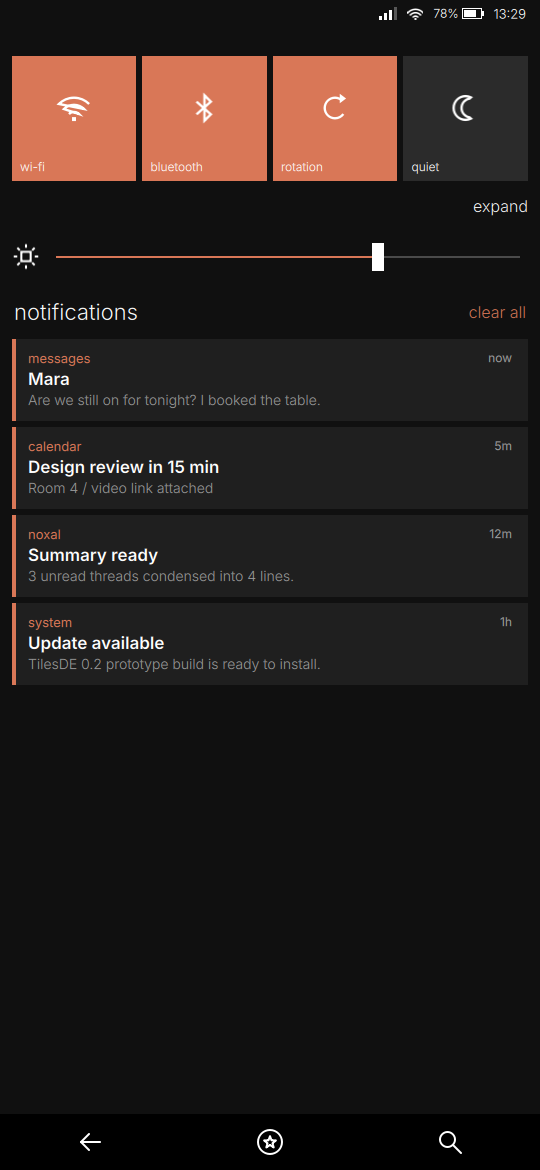 78% 13:29
wi-fi bluetooth rotation quiet
expand
notifications clear all
messages now
Mara
Are we still on for tonight? I booked the table.
calendar 5m
Design review in 15 min
Room 4 / video link attached
noxal 12m
Summary ready
3 unread threads condensed into 4 lines.
system 1h
Update available
TilesDE 0.2 prototype build is ready to install.